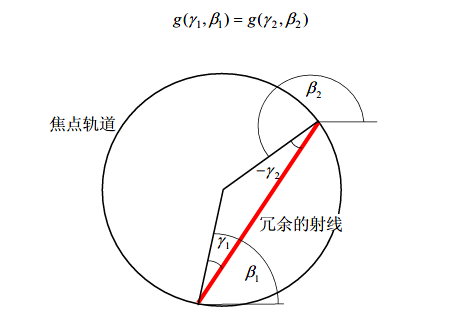 g(γ₁, β₁) = g(γ₂, β₂)
β₂
焦点轨道
−γ₂
冗余的射线
γ₁
β₁